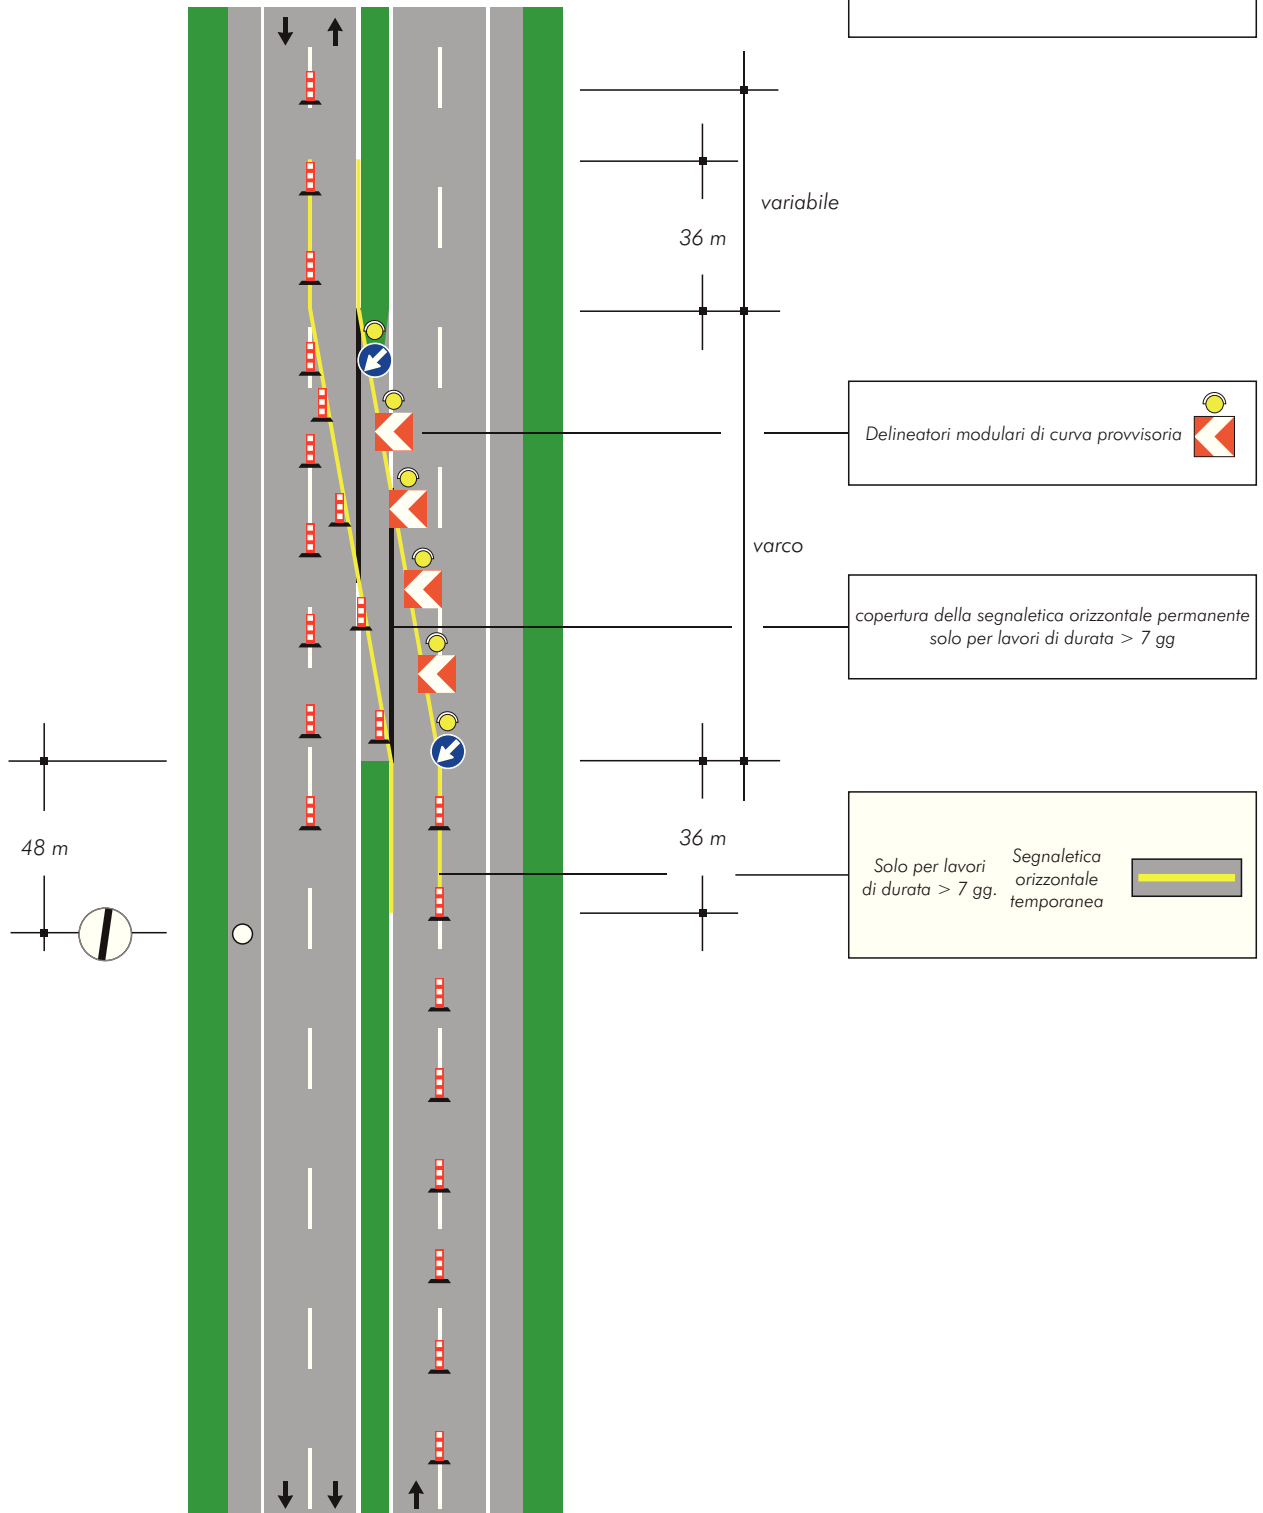 variabile
36 m
Delineatori modulari di curva provvisoria
varco
copertura della segnaletica orizzontale permanente
solo per lavori di durata > 7 gg
48 m
36 m
Solo per lavori
di durata > 7 gg.
Segnaletica
orizzontale
temporanea